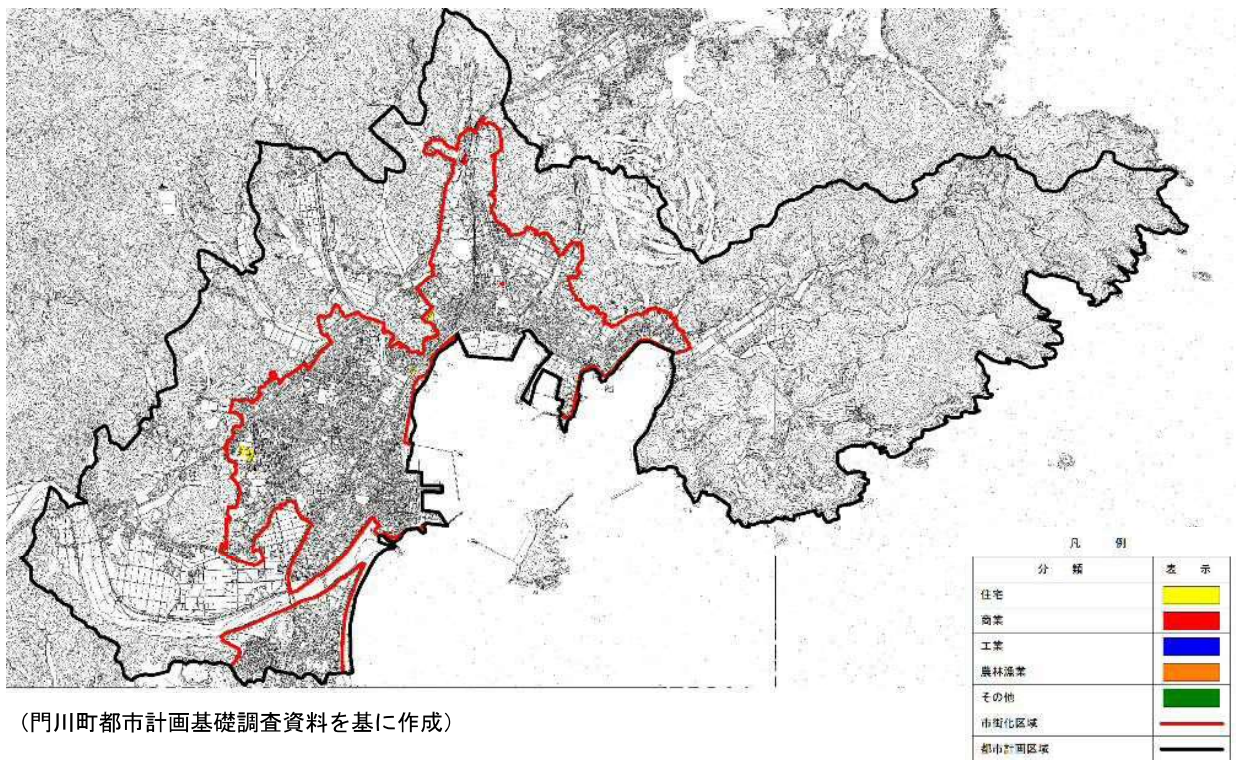 凡 例
分 類 表 示
住宅
商業
工業
農林漁業
その他
市街化区域
都市計画区域
(門川町都市計画基礎調査資料を基に作成)